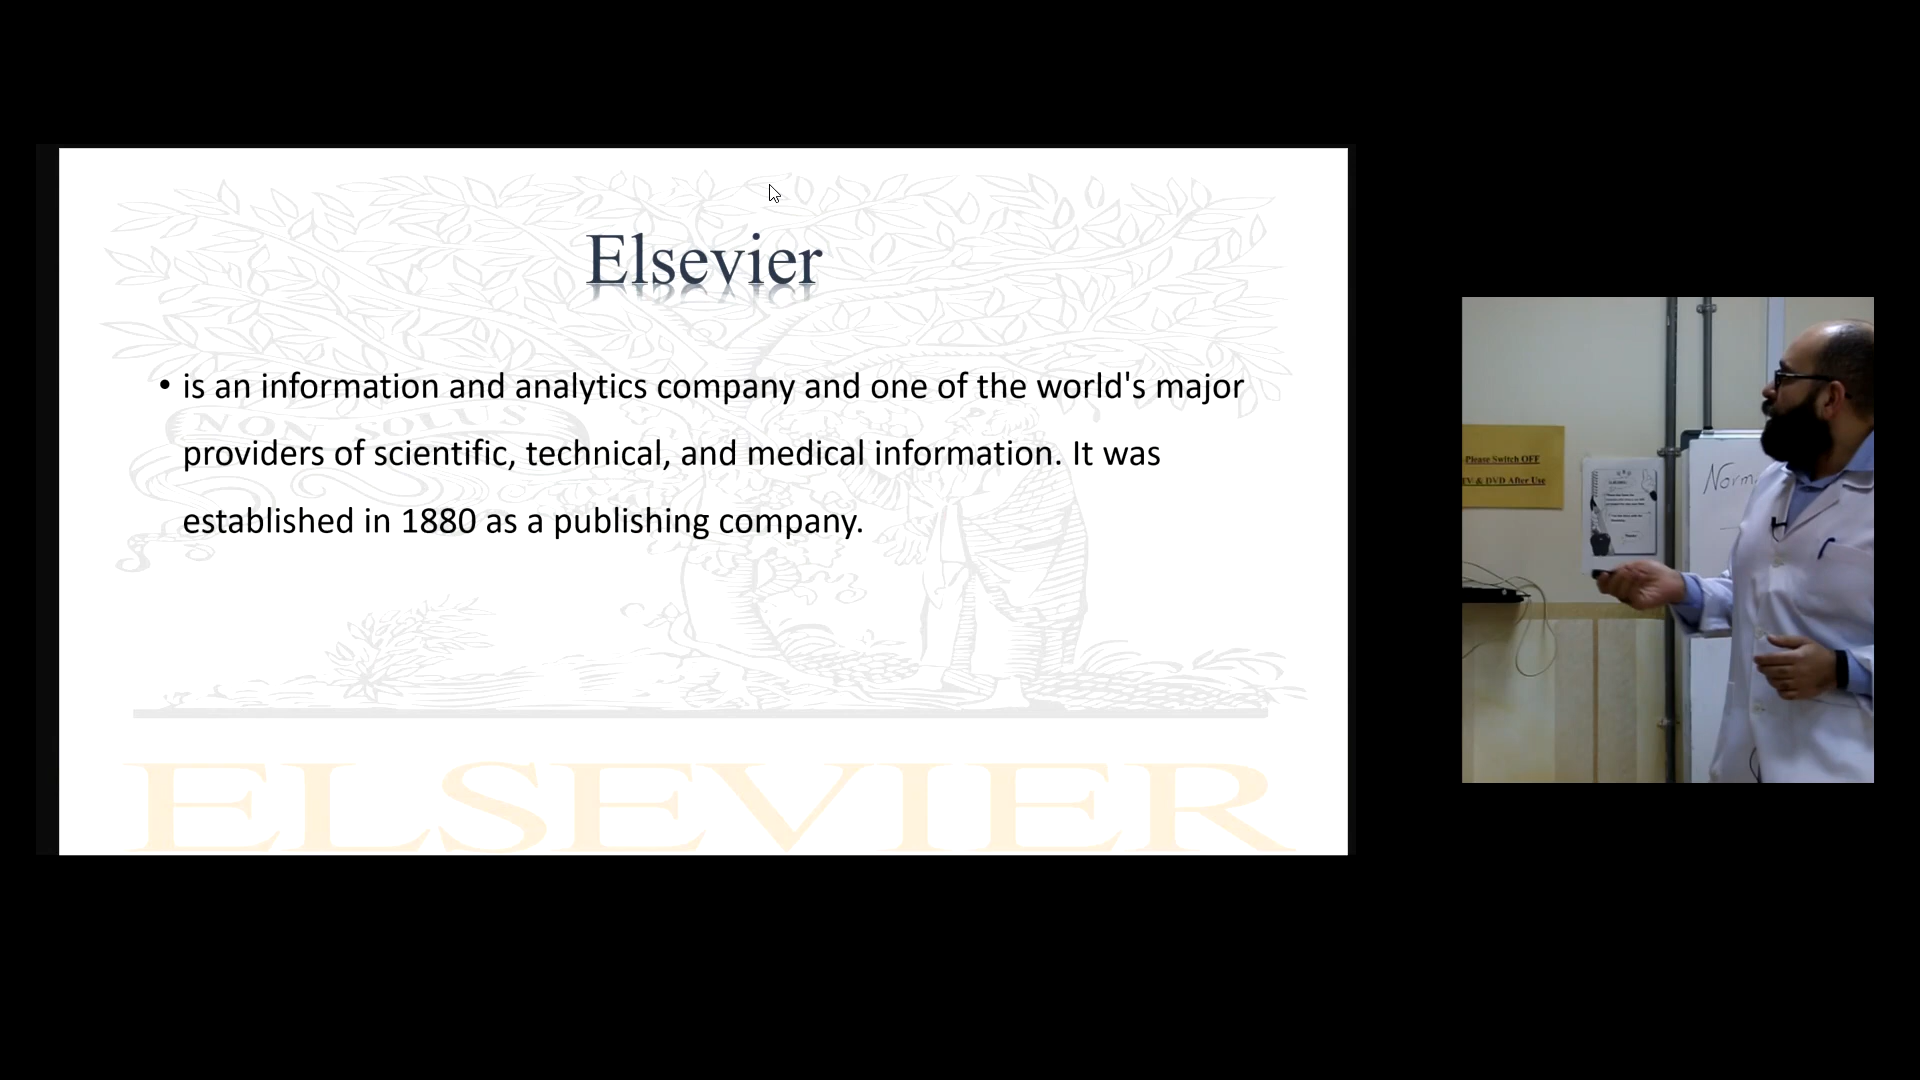 Elsevier
• is an information and analytics company and one of the world's major
providers of scientific, technical, and medical information. It was
established in 1880 as a publishing company.
NON SOLUS
ELSEVIER
Please Switch OFF
TV & DVD After Use
Norm